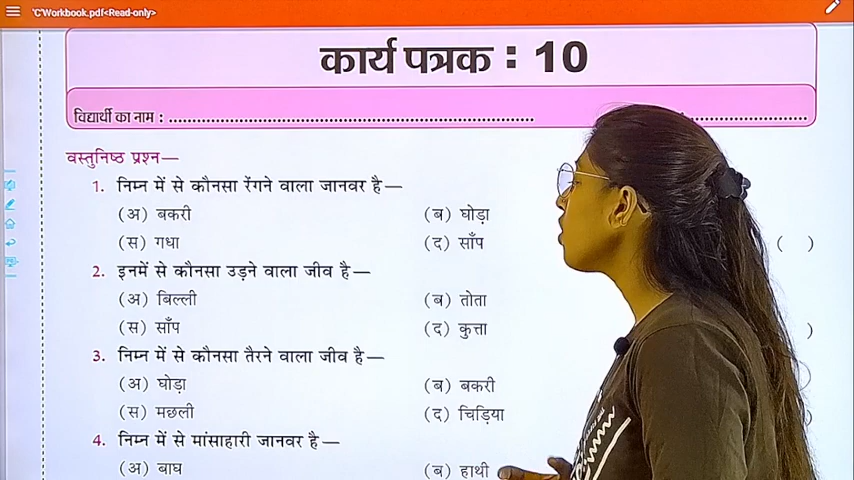 'C'Workbook.pdf<Read-only>
कार्य पत्रक : 10
विद्यार्थी का नाम :
वस्तुनिष्ठ प्रश्न—
1. निम्न में से कौनसा रेंगने वाला जानवर है—
(अ) बकरी (ब) घोड़ा
(स) गधा (द) साँप ( )
2. इनमें से कौनसा उड़ने वाला जीव है—
(अ) बिल्ली (ब) तोता
(स) साँप (द) कुत्ता )
3. निम्न में से कौनसा तैरने वाला जीव है—
(अ) घोड़ा (ब) बकरी
(स) मछली (द) चिड़िया
4. निम्न में से मांसाहारी जानवर है—
(अ) बाघ (ब) हाथी